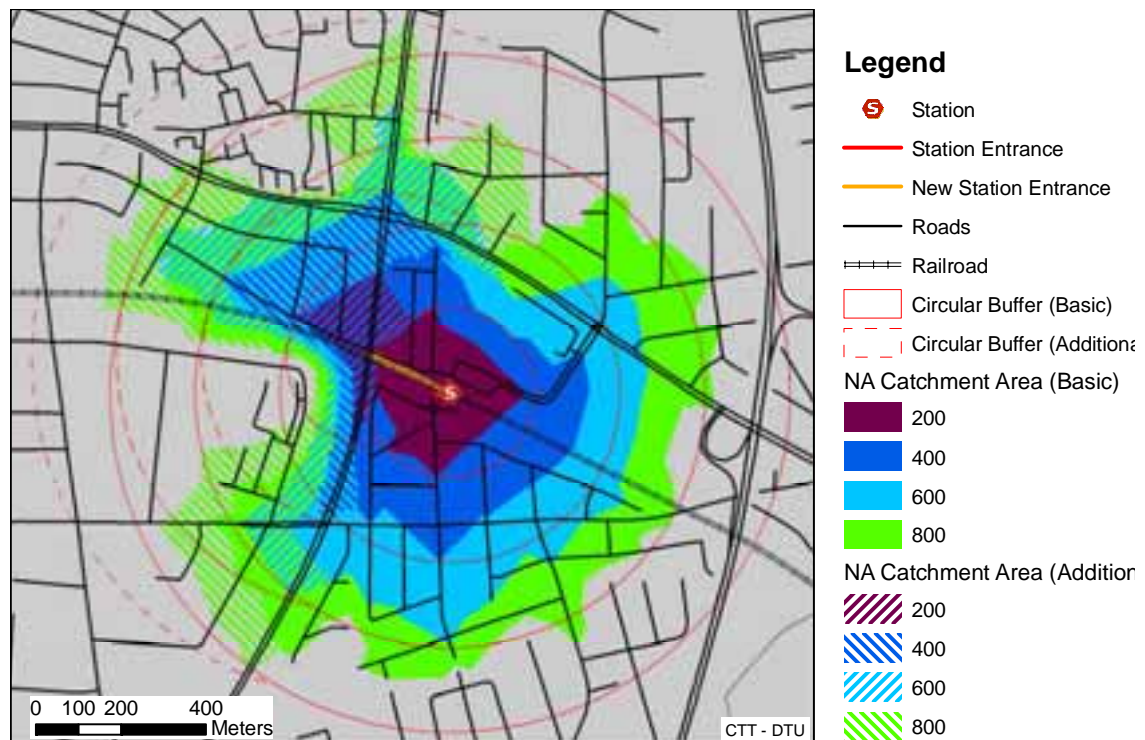 Legend
S
Station
Station Entrance
New Station Entrance
Roads
Railroad
Circular Buffer (Basic)
Circular Buffer (Additiona
NA Catchment Area (Basic)
200
400
600
800
NA Catchment Area (Addition
200
400
600
800
S
0 100 200 400
Meters
CTT - DTU